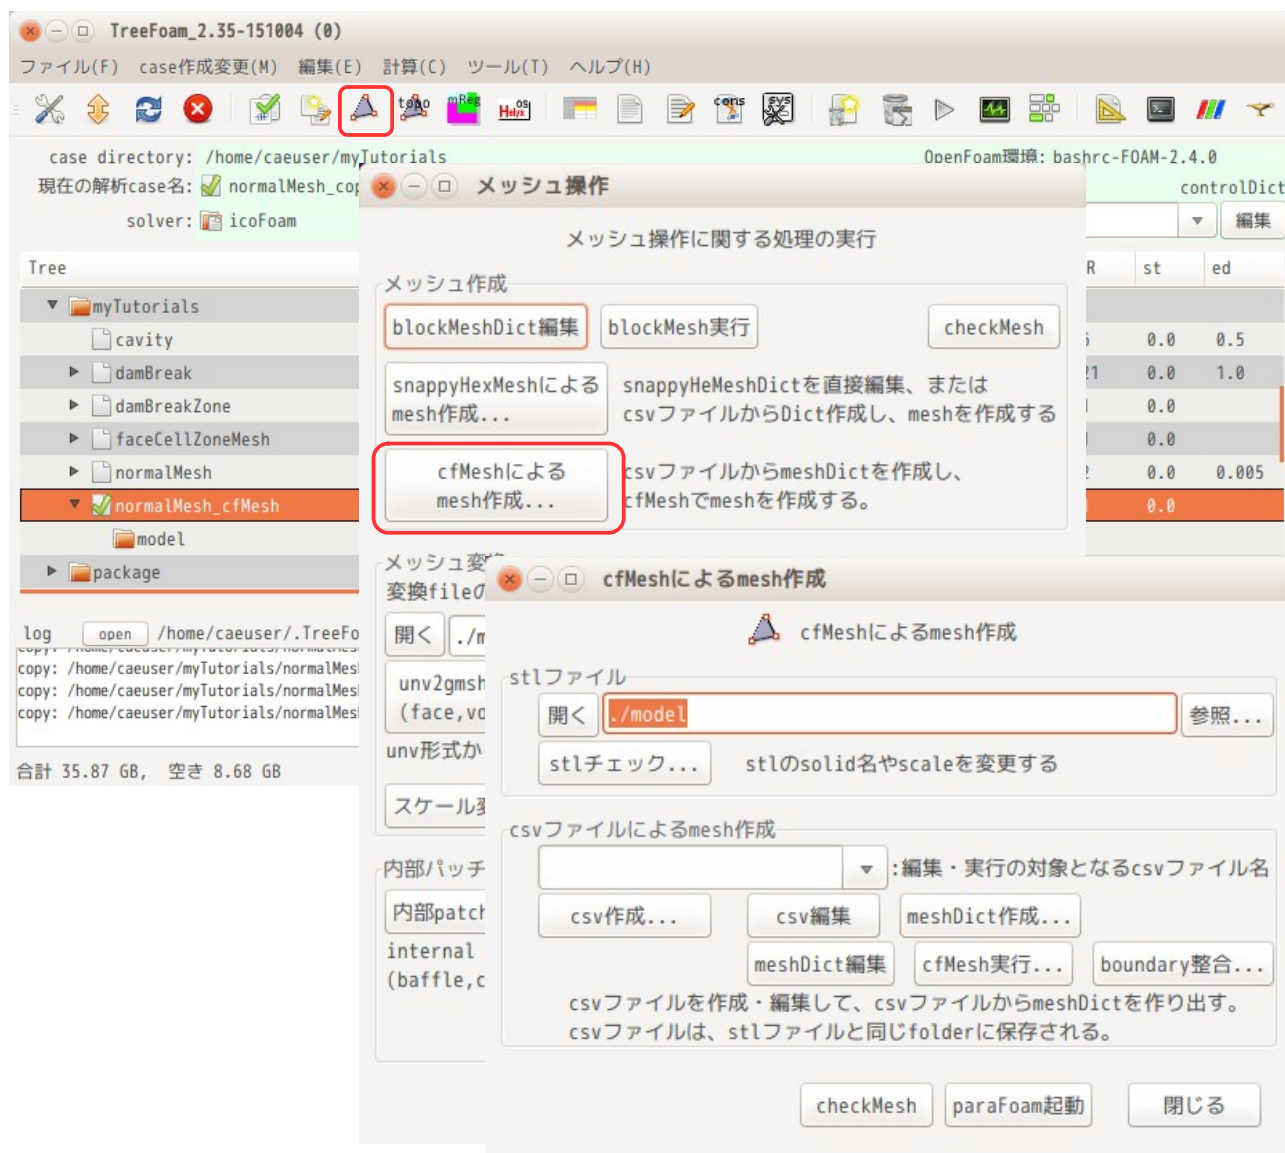 TreeFoam_2.35-151004 (0)
ファイル(F) case作成変更(M) 編集(E) 計算(C) ツール(T) ヘルプ(H)
topo mReg Helyx OS cons sys
case directory: /home/caeuser/myTutorials
OpenFoam環境: bashrc-FOAM-2.4.0
現在の解析case名: normalMesh_cop
controlDict
solver: icoFoam
編集
Tree
R st ed
myTutorials
cavity
0.0 0.5
damBreak
21 0.0 1.0
damBreakZone
0.0
faceCellZoneMesh
0.0
normalMesh
0.0 0.005
normalMesh_cfMesh
0.0
model
package
log open /home/caeuser/.TreeFo
copy: /home/caeuser/myTutorials/normalMes
copy: /home/caeuser/myTutorials/normalMes
copy: /home/caeuser/myTutorials/normalMes
copy: /home/caeuser/myTutorials/normalMes
合計 35.87 GB, 空き 8.68 GB
メッシュ操作
メッシュ操作に関する処理の実行
メッシュ作成
blockMeshDict編集 blockMesh実行 checkMesh
snappyHexMeshによる
mesh作成...
snappyHeMeshDictを直接編集、または
csvファイルからDict作成し、meshを作成する
cfMeshによる
mesh作成...
csvファイルからmeshDictを作成し、
cfMeshでmeshを作成する。
メッシュ変
変換fileの
開く ./m
unv2gmsh
(face,vo
unv形式か
スケール変
内部パッチ
内部patch
internal
(baffle,c
cfMeshによるmesh作成
cfMeshによるmesh作成
stlファイル
開く ./model 参照...
stlチェック... stlのsolid名やscaleを変更する
csvファイルによるmesh作成
:編集・実行の対象となるcsvファイル名
csv作成... csv編集 meshDict作成...
meshDict編集 cfMesh実行... boundary整合...
csvファイルを作成・編集して、csvファイルからmeshDictを作り出す。
csvファイルは、stlファイルと同じfolderに保存される。
checkMesh paraFoam起動 閉じる